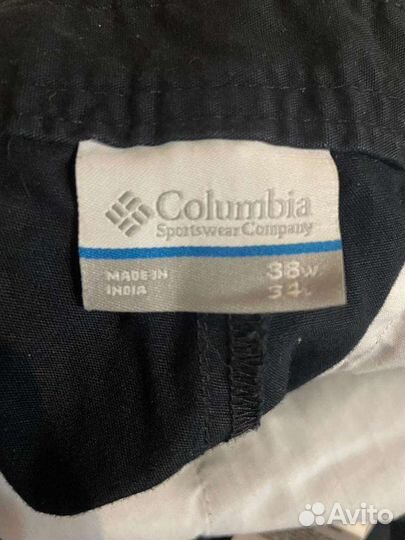 Columbia
Sportswear Company
MADE IN
INDIA
38W
34L
Avito